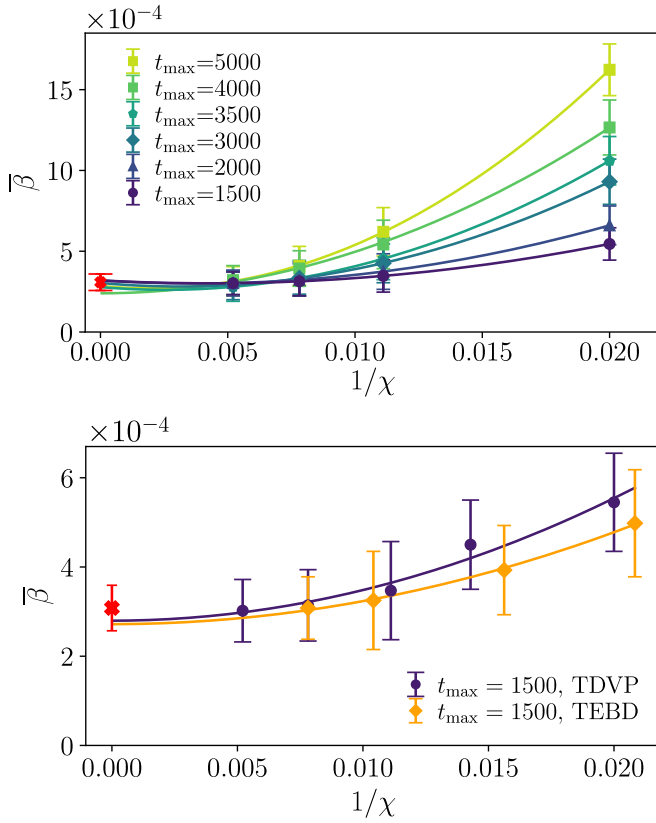 ×10⁻⁴
15
10
5
0
β̅
t_max=5000
t_max=4000
t_max=3500
t_max=3000
t_max=2000
t_max=1500
0.000 0.005 0.010 0.015 0.020
1/χ
×10⁻⁴
6
4
2
0
β̅
t_max = 1500, TDVP
t_max = 1500, TEBD
0.000 0.005 0.010 0.015 0.020
1/χ